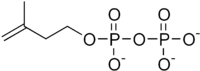 O O
O P O P O⁻
O⁻ O⁻